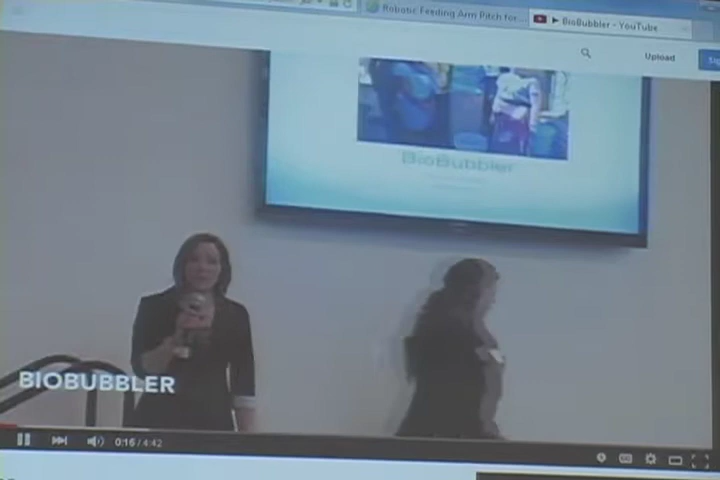 Robotic Feeding Arm Pitch for
▶ BioBubbler - YouTube
Upload
BioBubbler
BIOBUBBLER
0:16 / 4:42